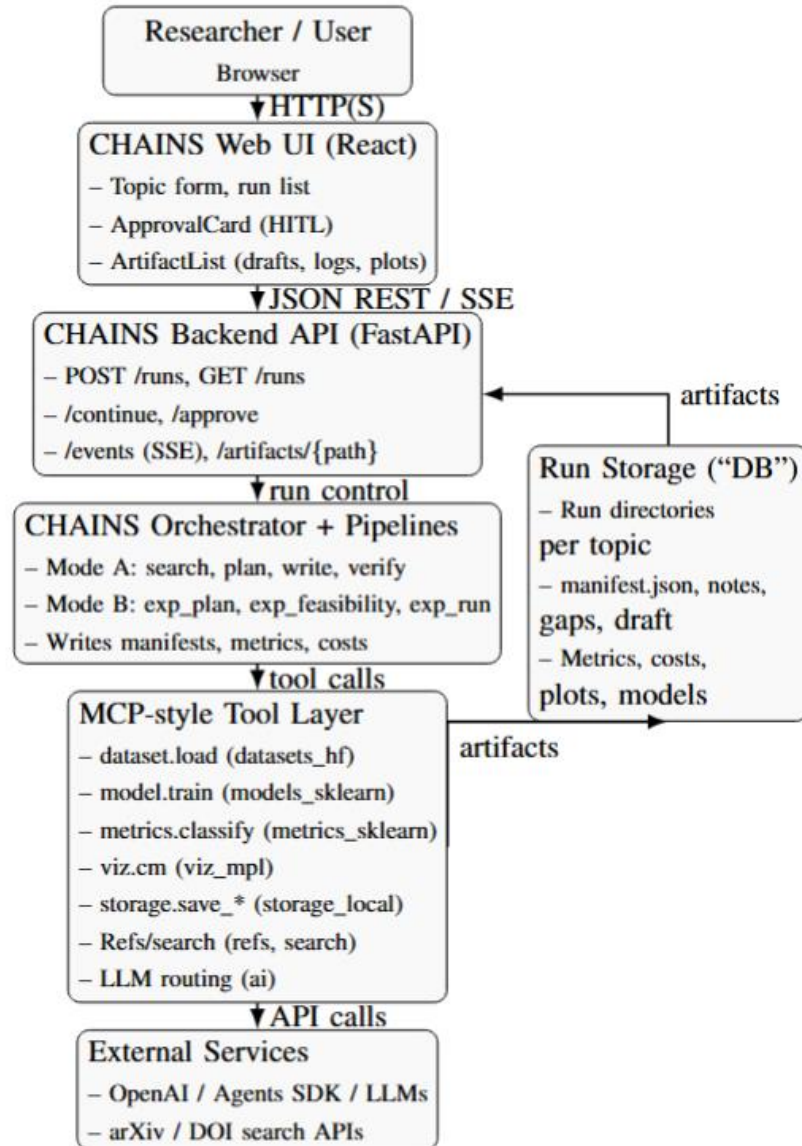 Researcher / User
Browser
HTTP(S)
CHAINS Web UI (React)
– Topic form, run list
– ApprovalCard (HITL)
– ArtifactList (drafts, logs, plots)
JSON REST / SSE
CHAINS Backend API (FastAPI)
– POST /runs, GET /runs
– /continue, /approve
– /events (SSE), /artifacts/{path}
run control
CHAINS Orchestrator + Pipelines
– Mode A: search, plan, write, verify
– Mode B: exp_plan, exp_feasibility, exp_run
– Writes manifests, metrics, costs
tool calls
MCP-style Tool Layer
– dataset.load (datasets_hf)
– model.train (models_sklearn)
– metrics.classify (metrics_sklearn)
– viz.cm (viz_mpl)
– storage.save_* (storage_local)
– Refs/search (refs, search)
– LLM routing (ai)
API calls
External Services
– OpenAI / Agents SDK / LLMs
– arXiv / DOI search APIs
artifacts
Run Storage (“DB”)
– Run directories
per topic
– manifest.json, notes,
gaps, draft
– Metrics, costs,
plots, models
artifacts